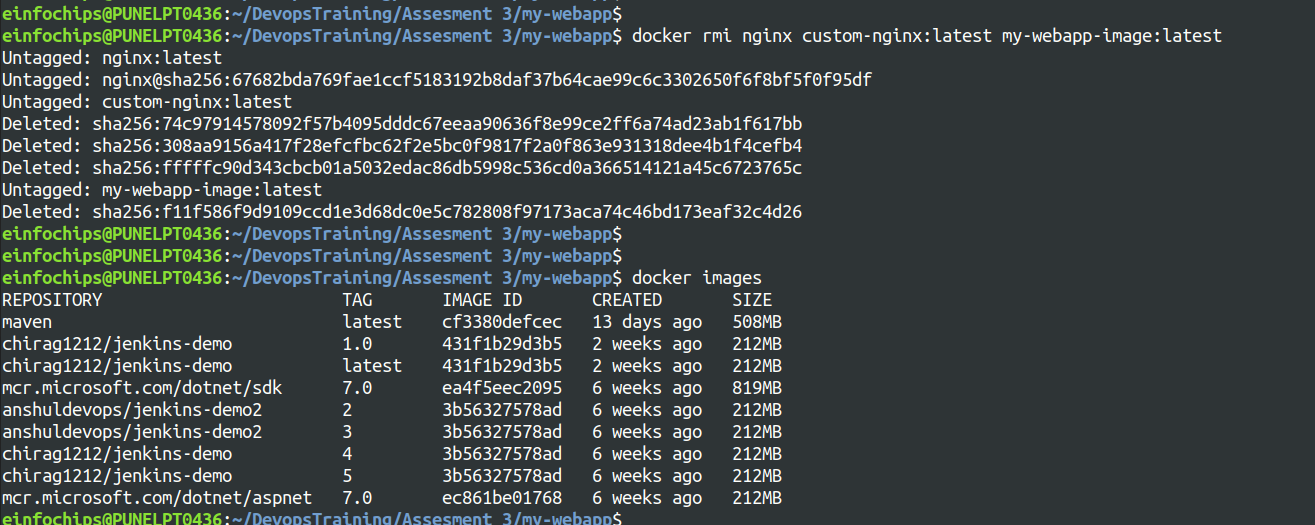 einfochips@PUNELPT0436:~/DevopsTraining/Assesment 3/my-webapp$
einfochips@PUNELPT0436:~/DevopsTraining/Assesment 3/my-webapp$ docker rmi nginx custom-nginx:latest my-webapp-image:latest
Untagged: nginx:latest
Untagged: nginx@sha256:67682bda769fae1ccf5183192b8daf37b64cae99c6c3302650f6f8bf5f0f95df
Untagged: custom-nginx:latest
Deleted: sha256:74c97914578092f57b4095dddc67eeaa90636f8e99ce2ff6a74ad23ab1f617bb
Deleted: sha256:308aa9156a417f28efcfbc62f2e5bc0f9817f2a0f863e931318dee4b1f4cefb4
Deleted: sha256:fffffc90d343cbcb01a5032edac86db5998c536cd0a366514121a45c6723765c
Untagged: my-webapp-image:latest
Deleted: sha256:f11f586f9d9109ccd1e3d68dc0e5c782808f97173aca74c46bd173eaf32c4d26
einfochips@PUNELPT0436:~/DevopsTraining/Assesment 3/my-webapp$
einfochips@PUNELPT0436:~/DevopsTraining/Assesment 3/my-webapp$
einfochips@PUNELPT0436:~/DevopsTraining/Assesment 3/my-webapp$ docker images
REPOSITORY TAG IMAGE ID CREATED SIZE
maven latest cf3380defcec 13 days ago 508MB
chirag1212/jenkins-demo 1.0 431f1b29d3b5 2 weeks ago 212MB
chirag1212/jenkins-demo latest 431f1b29d3b5 2 weeks ago 212MB
mcr.microsoft.com/dotnet/sdk 7.0 ea4f5eec2095 6 weeks ago 819MB
anshuldevops/jenkins-demo2 2 3b56327578ad 6 weeks ago 212MB
anshuldevops/jenkins-demo2 3 3b56327578ad 6 weeks ago 212MB
chirag1212/jenkins-demo 4 3b56327578ad 6 weeks ago 212MB
chirag1212/jenkins-demo 5 3b56327578ad 6 weeks ago 212MB
mcr.microsoft.com/dotnet/aspnet 7.0 ec861be01768 6 weeks ago 212MB
einfochips@PUNELPT0436:~/DevopsTraining/Assesment 3/my-webapp$